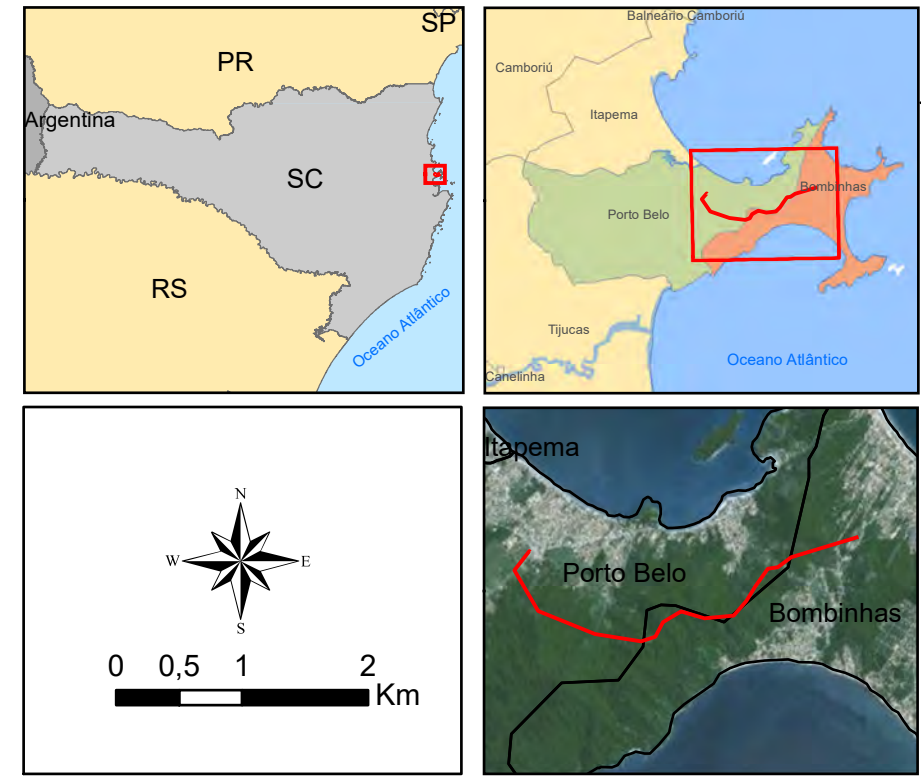 SP
PR
Argentina
SC
RS
Oceano Atlântico
Balneário Camboriú
Camboriú
Itapema
Bombinhas
Porto Belo
Tijucas
Oceano Atlântico
Canelinha
N
W
E
S
0 0,5 1 2
Km
Itapema
Porto Belo
Bombinhas